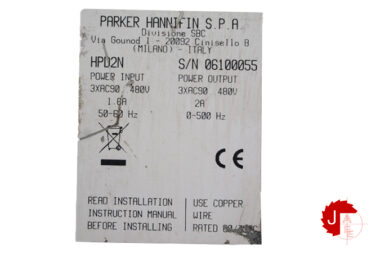 PARKER HANNIFIN S.P.A
Divisione SBC
Via Gounod 1 - 20092 Cinisello B
(MILANO) - ITALY
HPD2N S/N 06100055
POWER INPUT POWER OUTPUT
3XAC90 480V 3XAC90 480V
1.8A 2A
50-60 Hz 0-500 Hz
CE
READ INSTALLATION USE COPPER
INSTRUCTION MANUAL WIRE
BEFORE INSTALLING RATED